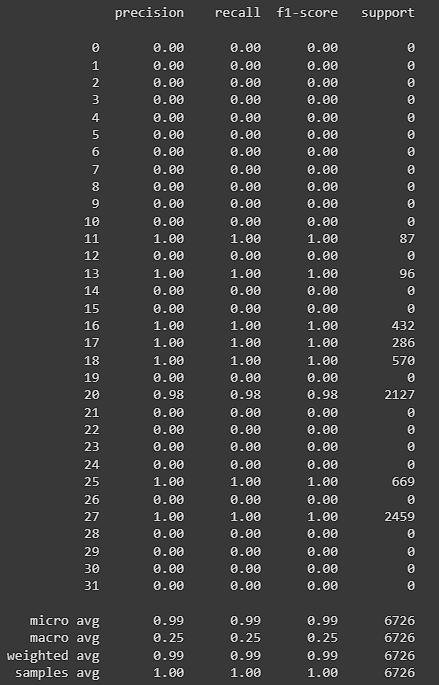 precision recall f1-score support
0 0.00 0.00 0.00 0
1 0.00 0.00 0.00 0
2 0.00 0.00 0.00 0
3 0.00 0.00 0.00 0
4 0.00 0.00 0.00 0
5 0.00 0.00 0.00 0
6 0.00 0.00 0.00 0
7 0.00 0.00 0.00 0
8 0.00 0.00 0.00 0
9 0.00 0.00 0.00 0
10 0.00 0.00 0.00 0
11 1.00 1.00 1.00 87
12 0.00 0.00 0.00 0
13 1.00 1.00 1.00 96
14 0.00 0.00 0.00 0
15 0.00 0.00 0.00 0
16 1.00 1.00 1.00 432
17 1.00 1.00 1.00 286
18 1.00 1.00 1.00 570
19 0.00 0.00 0.00 0
20 0.98 0.98 0.98 2127
21 0.00 0.00 0.00 0
22 0.00 0.00 0.00 0
23 0.00 0.00 0.00 0
24 0.00 0.00 0.00 0
25 1.00 1.00 1.00 669
26 0.00 0.00 0.00 0
27 1.00 1.00 1.00 2459
28 0.00 0.00 0.00 0
29 0.00 0.00 0.00 0
30 0.00 0.00 0.00 0
31 0.00 0.00 0.00 0
micro avg 0.99 0.99 0.99 6726
macro avg 0.25 0.25 0.25 6726
weighted avg 0.99 0.99 0.99 6726
samples avg 1.00 1.00 1.00 6726